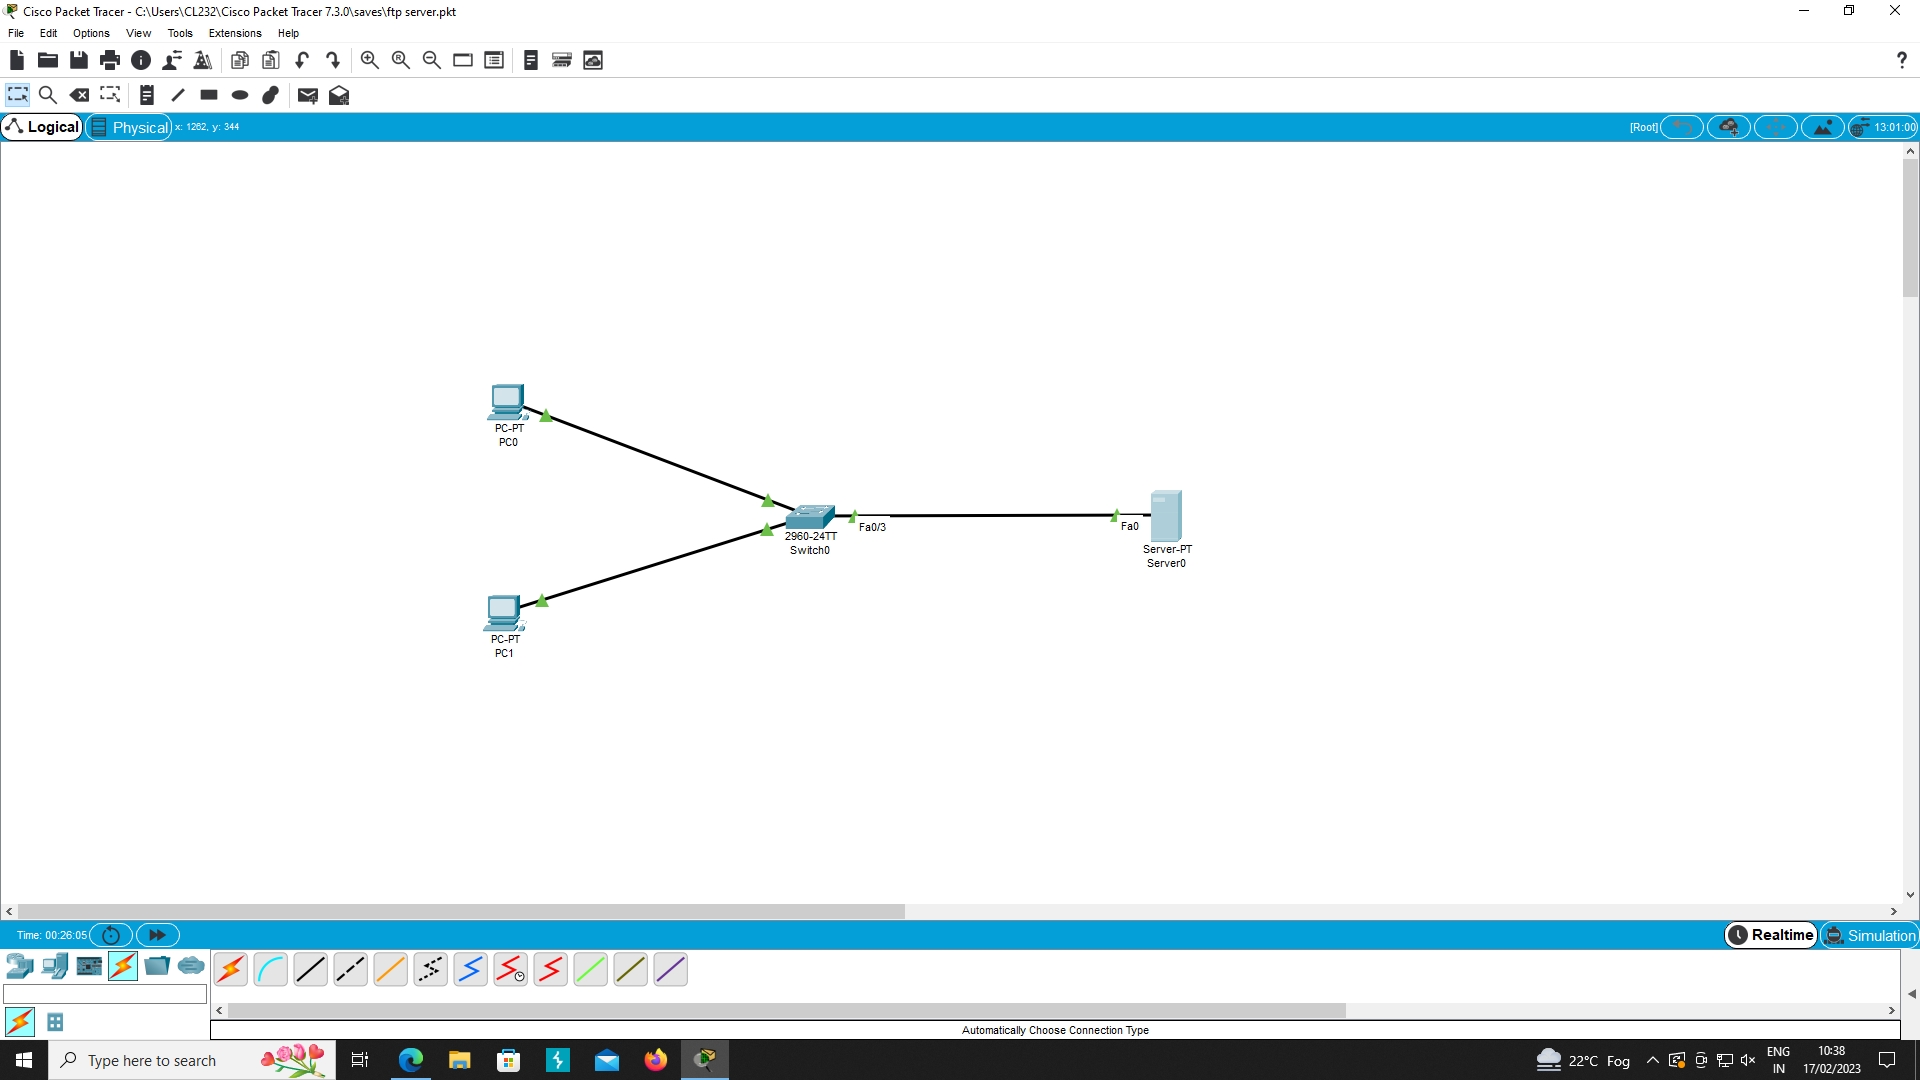 Cisco Packet Tracer - C:\Users\CL232\Cisco Packet Tracer 7.3.0\saves\ftp server.pkt
File Edit Options View Tools Extensions Help
?
Logical Physical x: 1262, y: 344 [Root] 13:01:00
PC-PT
PC0
Fa0/3
Fa0
2960-24TT
Switch0
Server-PT
Server0
PC-PT
PC1
Time: 00:26:05 Realtime Simulation
Automatically Choose Connection Type
Type here to search 22°C Fog ENG IN 10:38 17/02/2023